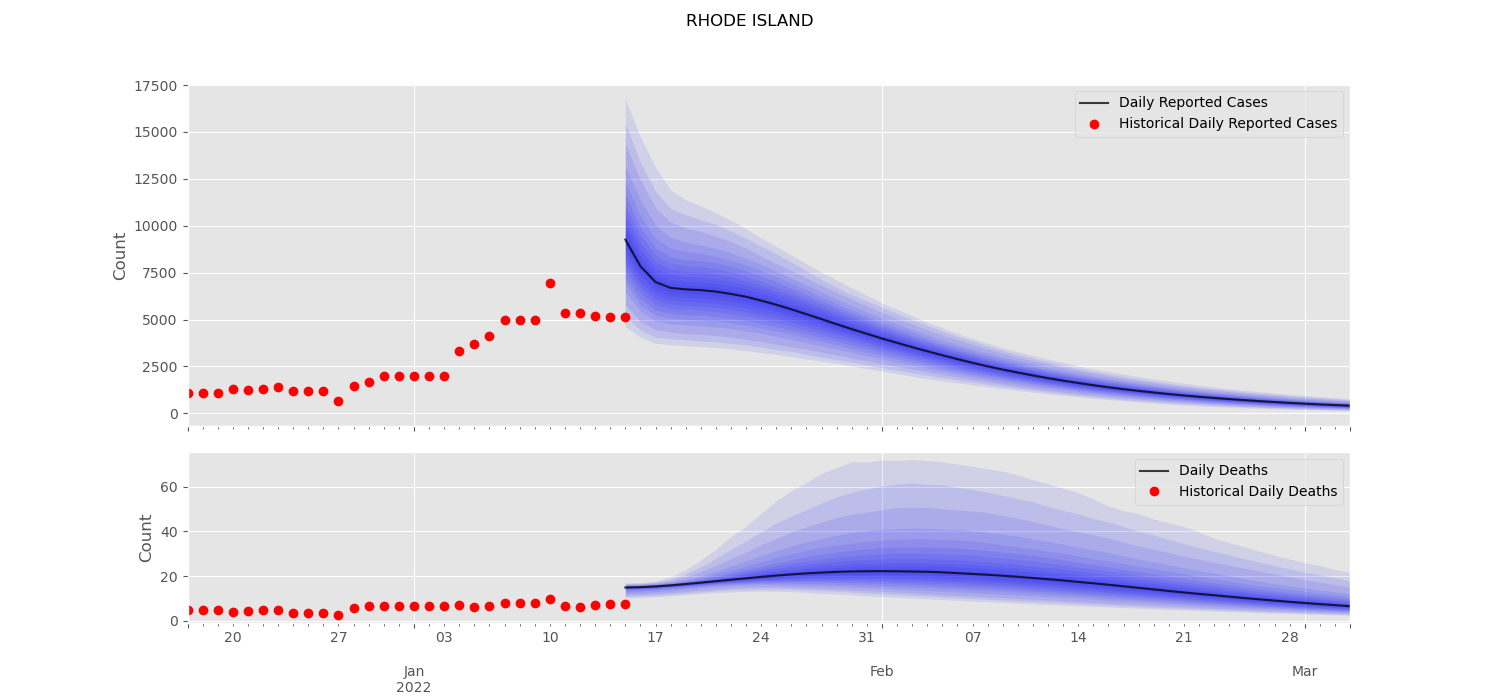 RHODE ISLAND
17500
15000
12500
10000
7500
5000
2500
0
Count
Daily Reported Cases
Historical Daily Reported Cases
60
40
20
0
Count
Daily Deaths
Historical Daily Deaths
20 27 03 10 17 24 31 07 14 21 28
Jan Feb Mar
2022